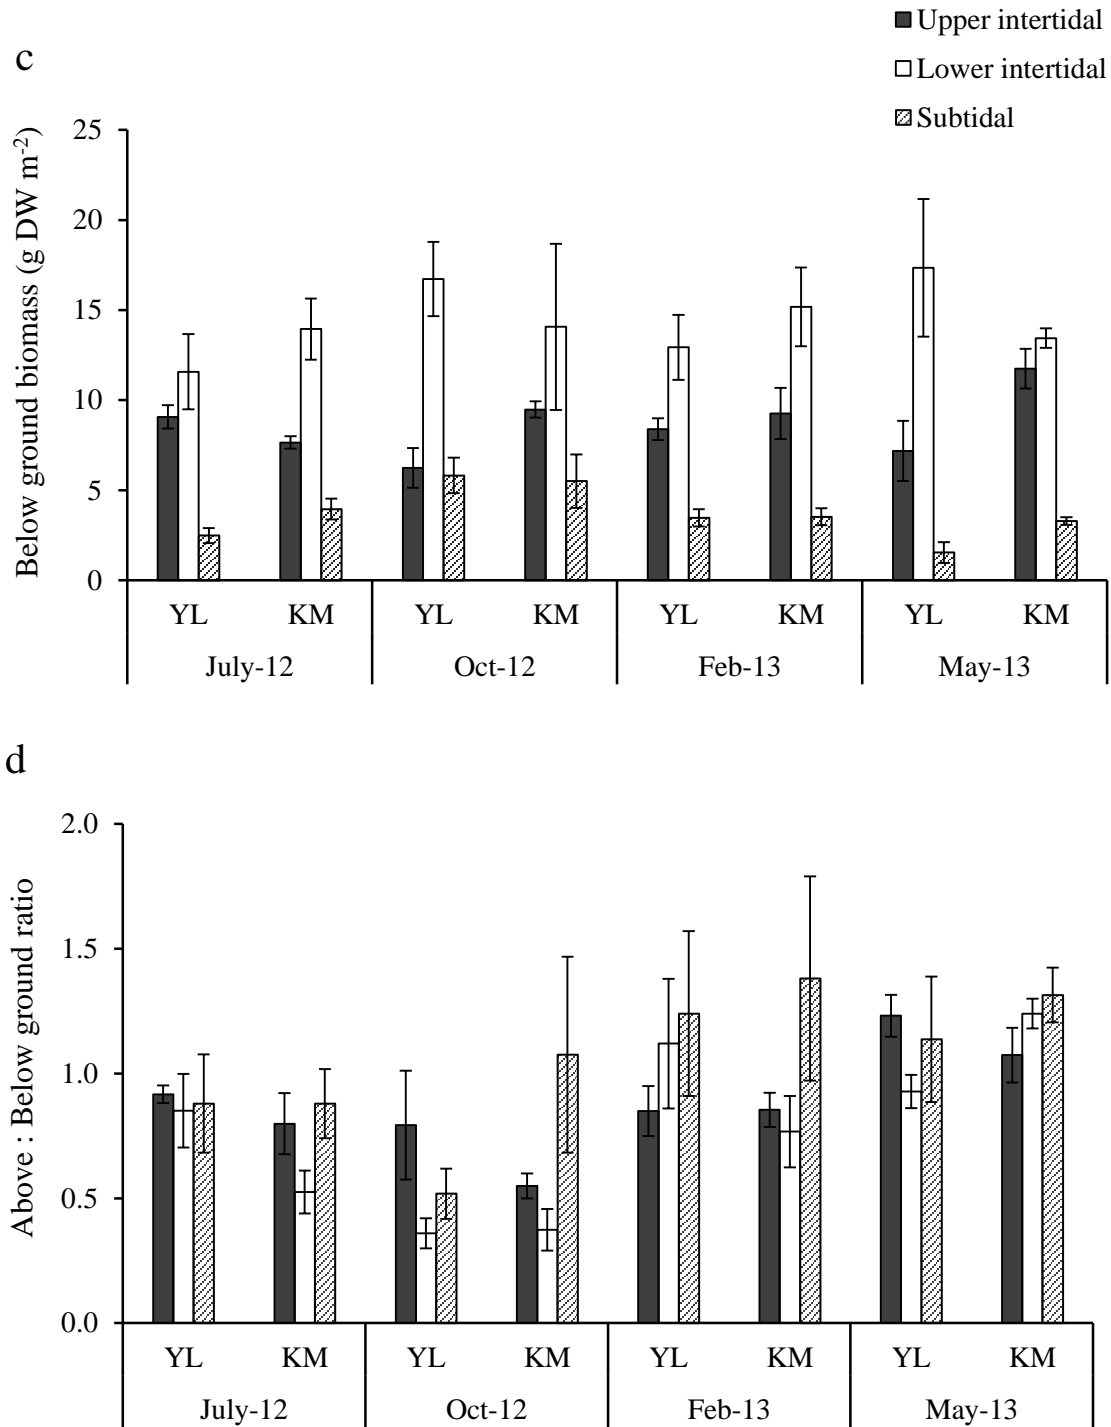 Upper intertidal
c
Lower intertidal
Subtidal
Below ground biomass (g DW m-2)
25
20
15
10
5
0
YL KM YL KM YL KM YL KM
July-12 Oct-12 Feb-13 May-13
d
Above : Below ground ratio
2.0
1.5
1.0
0.5
0.0
YL KM YL KM YL KM YL KM
July-12 Oct-12 Feb-13 May-13